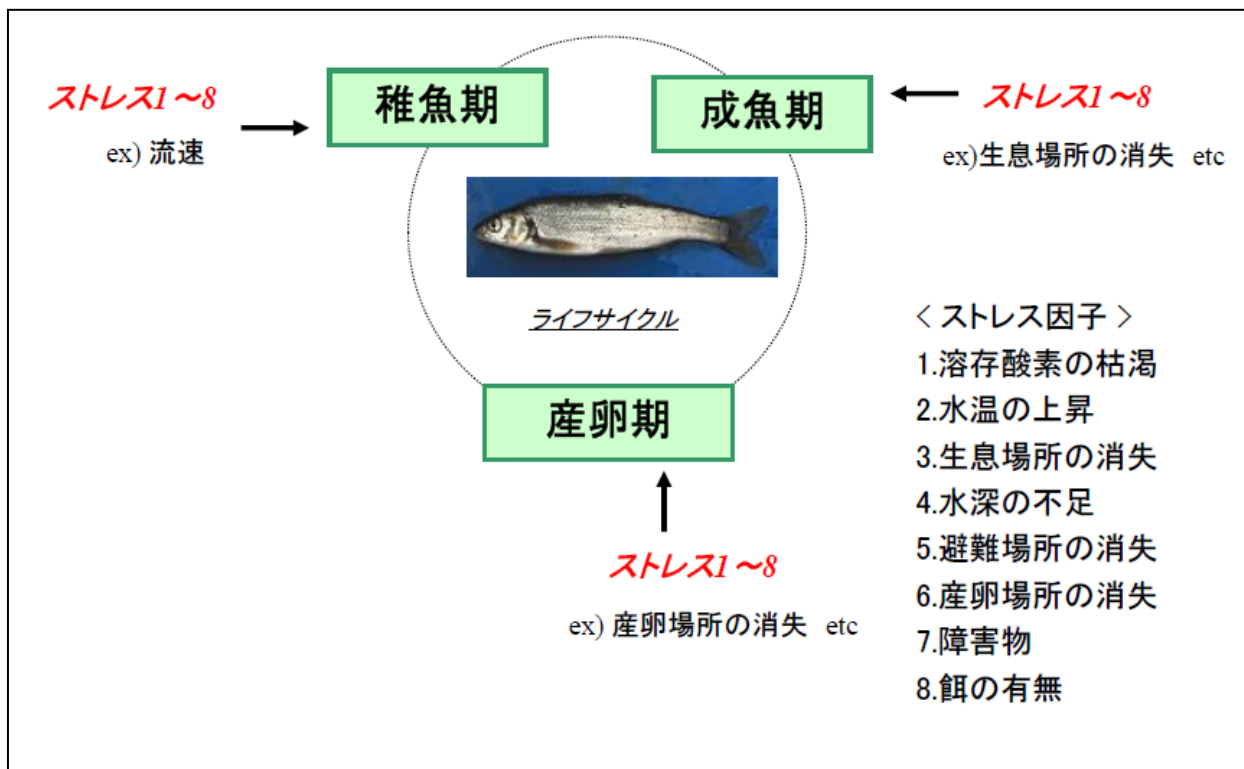 稚魚期
成魚期
ストレス1～8
ex) 流速
ストレス1～8
ex)生息場所の消失 etc
ライフサイクル
産卵期
ストレス1～8
ex) 産卵場所の消失 etc
< ストレス因子 >
1.溶存酸素の枯渇
2.水温の上昇
3.生息場所の消失
4.水深の不足
5.避難場所の消失
6.産卵場所の消失
7.障害物
8.餌の有無